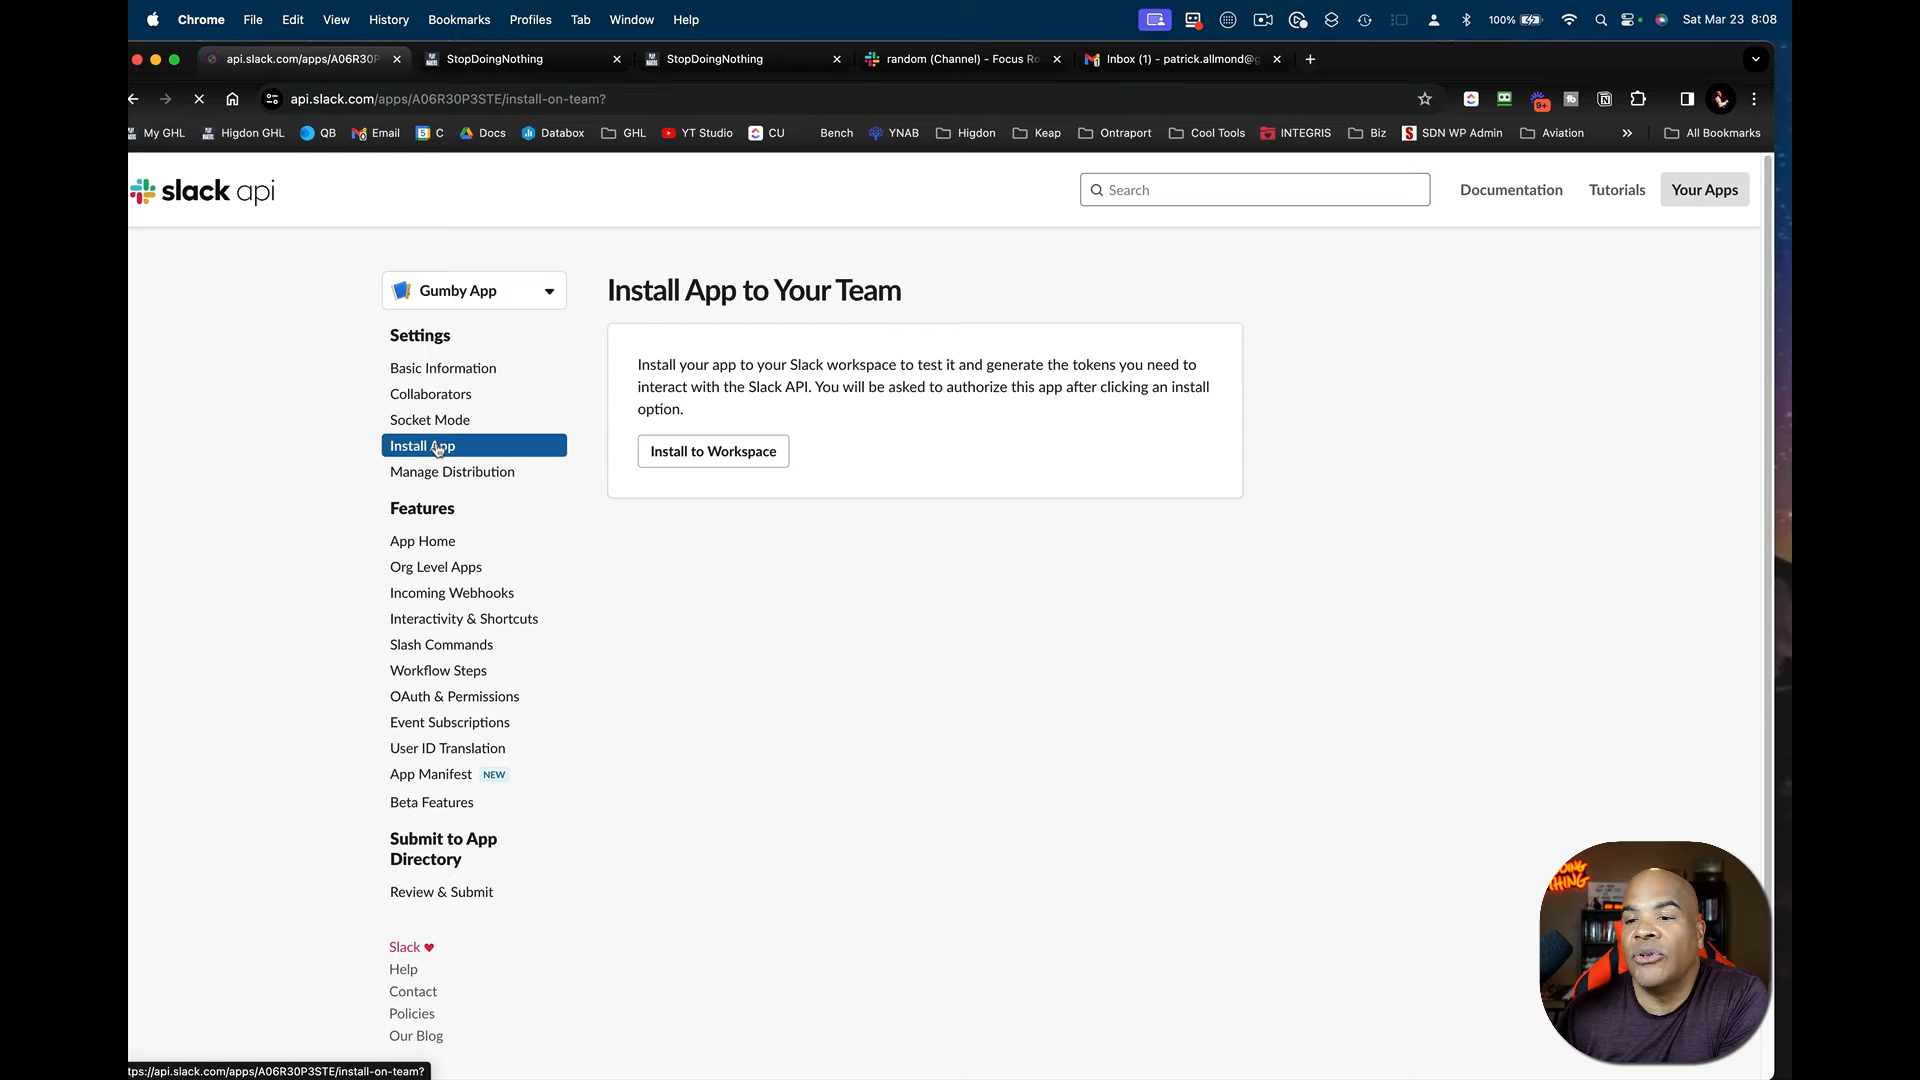 Chrome File Edit View History Bookmarks Profiles Tab Window Help 100% Sat Mar 23 8:08
api.slack.com/apps/A06R30P StopDoingNothing StopDoingNothing random (Channel) - Focus Ro Inbox (1) - patrick.allmond@g
api.slack.com/apps/A06R30P3STE/install-on-team? 9+
My GHL Higdon GHL QB Email 5 C Docs Databox GHL YT Studio CU Bench YNAB Higdon Keap Ontraport Cool Tools INTEGRIS Biz S SDN WP Admin Aviation » All Bookmarks
slack api
Search
Documentation Tutorials Your Apps
Gumby App
Settings
Basic Information
Collaborators
Socket Mode
Install App
Manage Distribution
Features
App Home
Org Level Apps
Incoming Webhooks
Interactivity & Shortcuts
Slash Commands
Workflow Steps
OAuth & Permissions
Event Subscriptions
User ID Translation
App Manifest NEW
Beta Features
Submit to App
Directory
Review & Submit
Slack ♥
Help
Contact
Policies
Our Blog
Install App to Your Team
Install your app to your Slack workspace to test it and generate the tokens you need to
interact with the Slack API. You will be asked to authorize this app after clicking an install
option.
Install to Workspace
OING
THING
tps://api.slack.com/apps/A06R30P3STE/install-on-team?